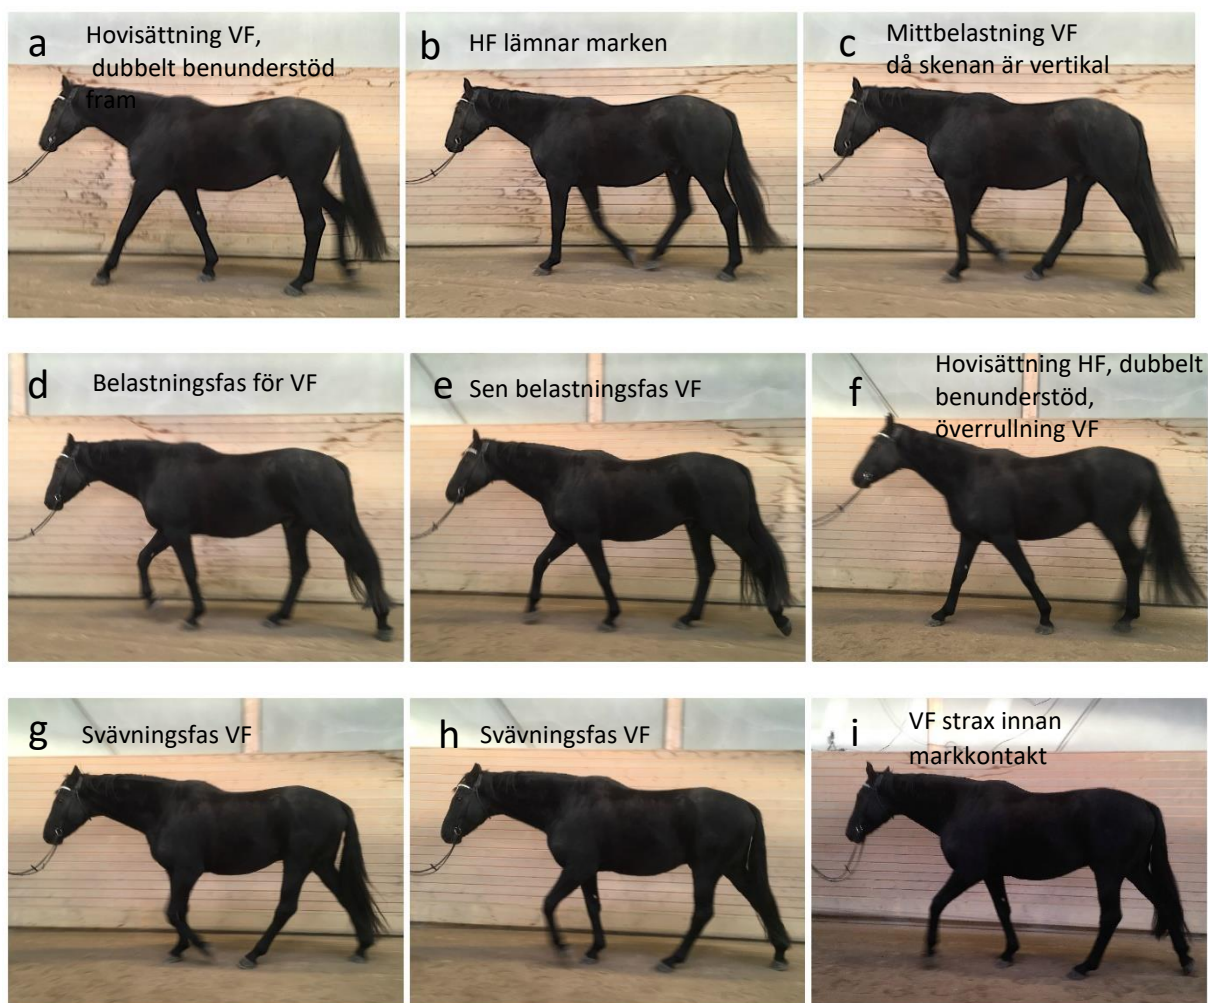 a
Hovisättning VF,
dubbelt benunderstöd
fram
b
HF lämnar marken
c
Mittbelastning VF
då skenan är vertikal
d
Belastningsfas för VF
e
Sen belastningsfas VF
f
Hovisättning HF, dubbelt
benunderstöd,
överrullning VF
g
Svävningsfas VF
h
Svävningsfas VF
i
VF strax innan
markkontakt